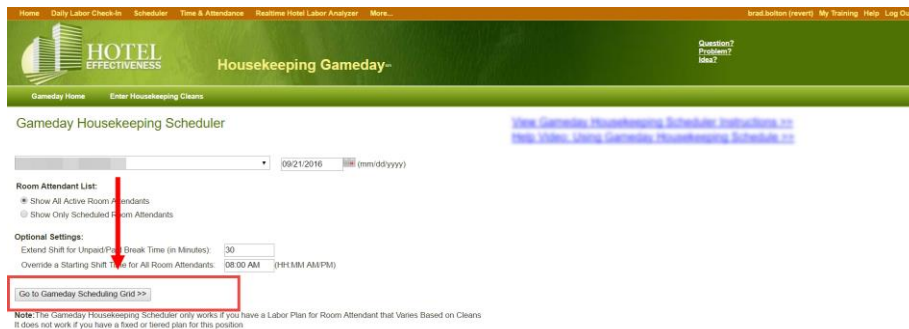 Home Daily Labor Check-In Scheduler Time & Attendance Realtime Hotel Labor Analyzer More... brad.bolton (revert) My Training Help Log Ou
HOTEL
EFFECTIVENESS
Housekeeping Gameday
Question?
Problem?
Idea?
Gameday Home Enter Housekeeping Cleans
Gameday Housekeeping Scheduler
View Gameday Housekeeping Scheduler Instructions >>
Help Video: Using Gameday Housekeeping Schedule >>
09/21/2016 (mm/dd/yyyy)
Room Attendant List:
Show All Active Room Attendants
Show Only Scheduled Room Attendants
Optional Settings:
Extend Shift for Unpaid/Paid Break Time (in Minutes): 30
Override a Starting Shift Time for All Room Attendants: 08:00 AM (HH:MM AM/PM)
Go to Gameday Scheduling Grid >>
Note:The Gameday Housekeeping Scheduler only works if you have a Labor Plan for Room Attendant that Varies Based on Cleans
It does not work if you have a fixed or tiered plan for this position